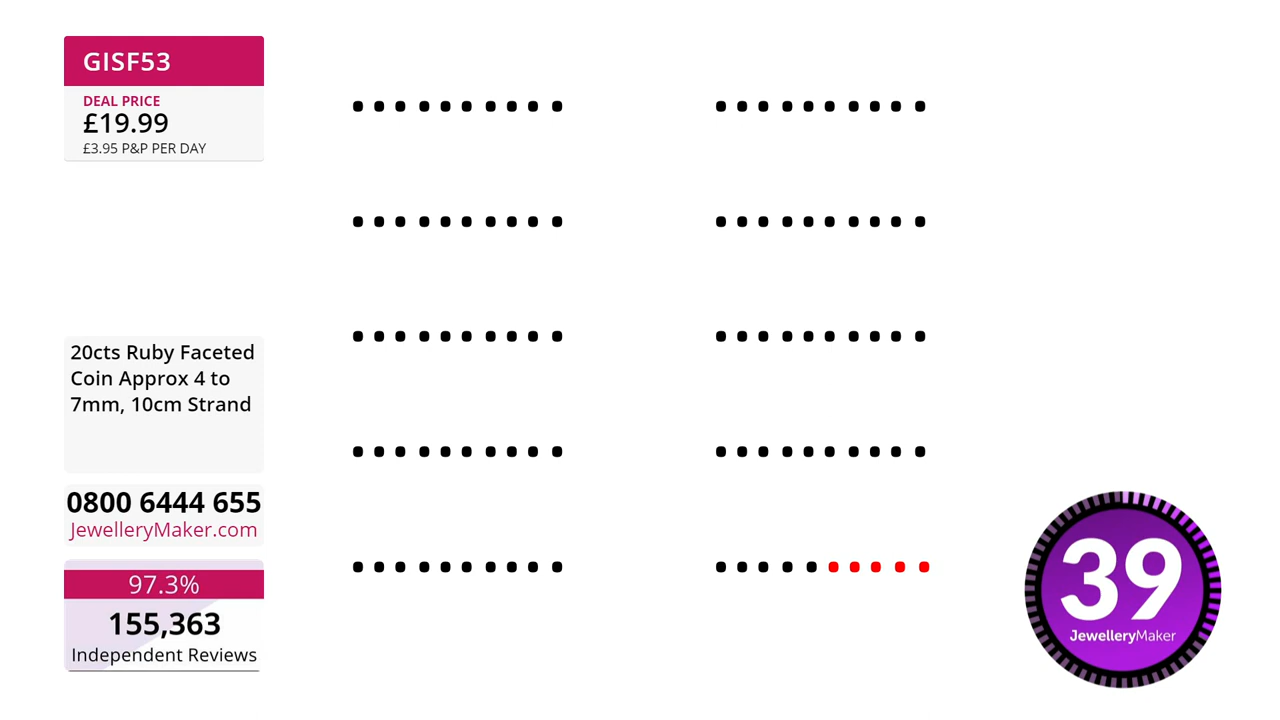 GISF53
DEAL PRICE
£19.99
£3.95 P&P PER DAY
20cts Ruby Faceted
Coin Approx 4 to
7mm, 10cm Strand
0800 6444 655
JewelleryMaker.com
97.3%
155,363
Independent Reviews
39
JewelleryMaker